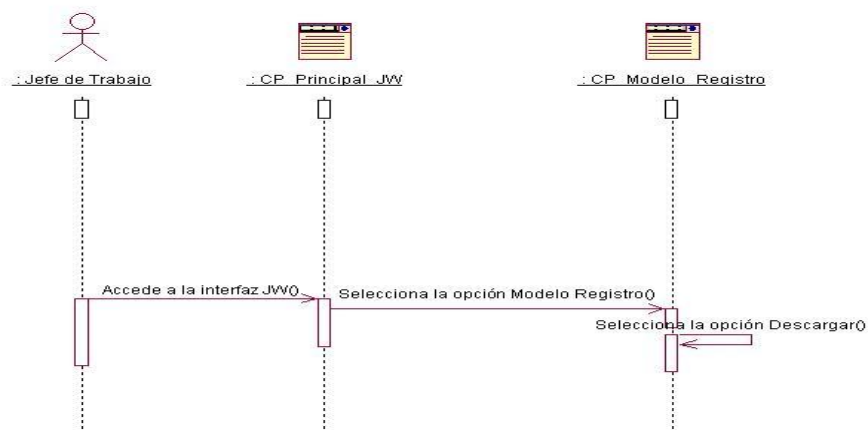 : Jefe de Trabajo
: CP_Principal_JW
: CP_Modelo_Registro
Accede a la interfaz JW()
Selecciona la opción Modelo Registro()
Selecciona la opción Descargar()